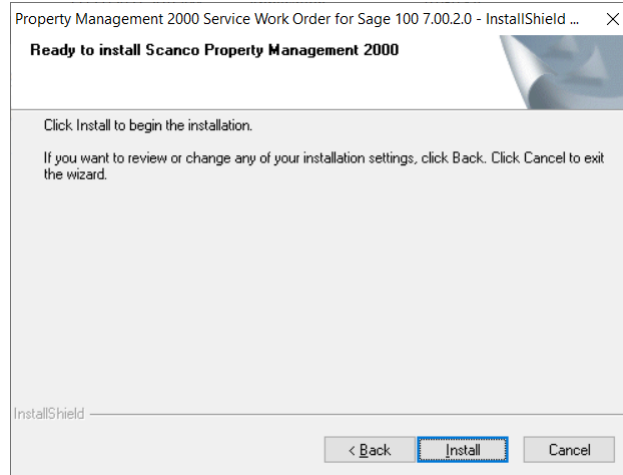 Property Management 2000 Service Work Order for Sage 100 7.00.2.0 - InstallShield ...
Ready to install Scanco Property Management 2000
Click Install to begin the installation.
If you want to review or change any of your installation settings, click Back. Click Cancel to exit
the wizard.
InstallShield
< Back Install Cancel